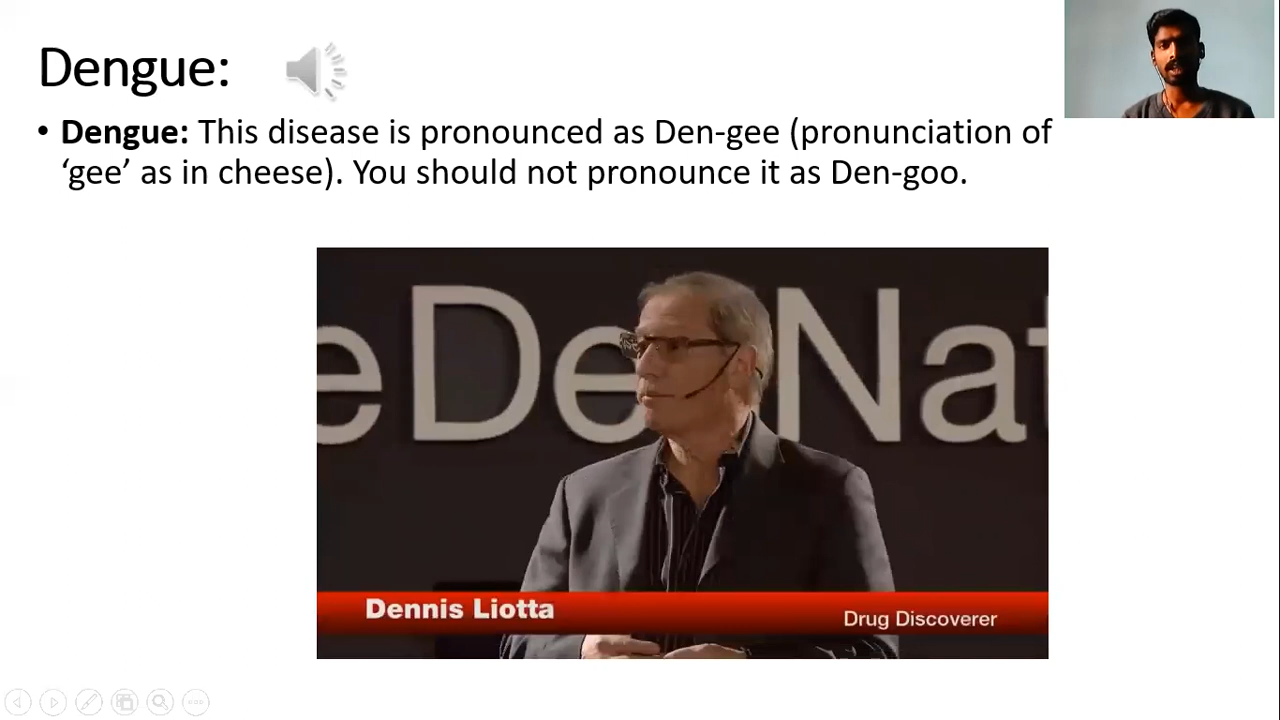 Dengue:
• Dengue: This disease is pronounced as Den-gee (pronunciation of
‘gee’ as in cheese). You should not pronounce it as Den-goo.
eDe Nat
Dennis Liotta
Drug Discoverer